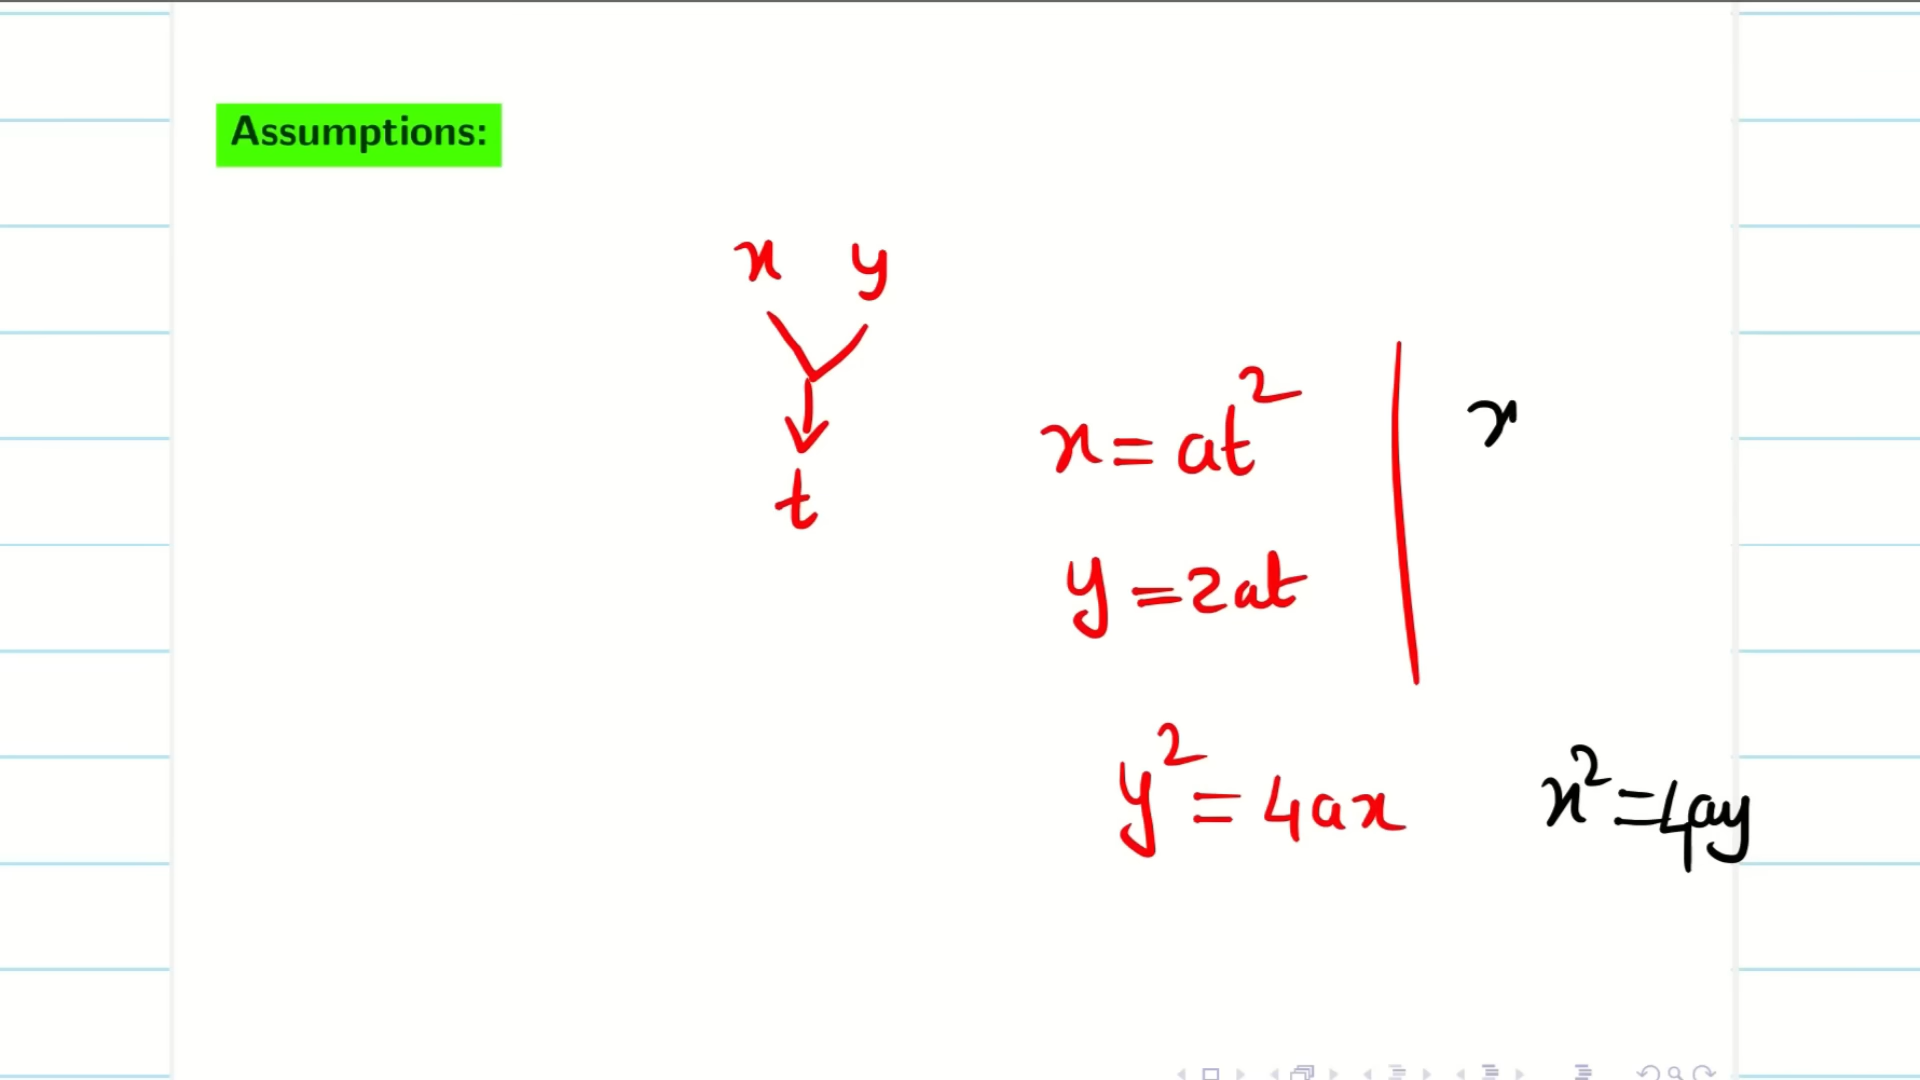 Assumptions:
x y
t
x = at²
x
y = 2at
y² = 4ax
x² = 4ay